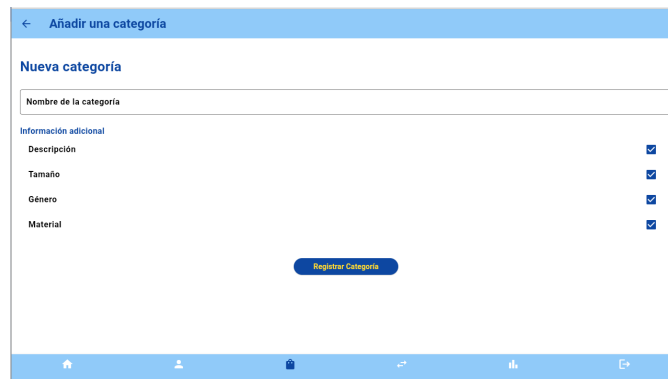 Añadir una categoría
Nueva categoría
Nombre de la categoría
Información adicional
Descripción
Tamaño
Género
Material
Registrar Categoría